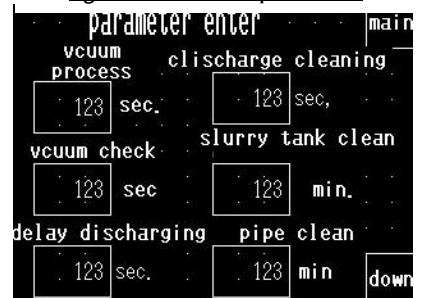 parameter enter
main
vcuum
process
clischarge cleaning
123 sec.
123 sec,
vcuum check
slurry tank clean
123 sec
123 min.
delay discharging
pipe clean
123 sec.
123 min
down